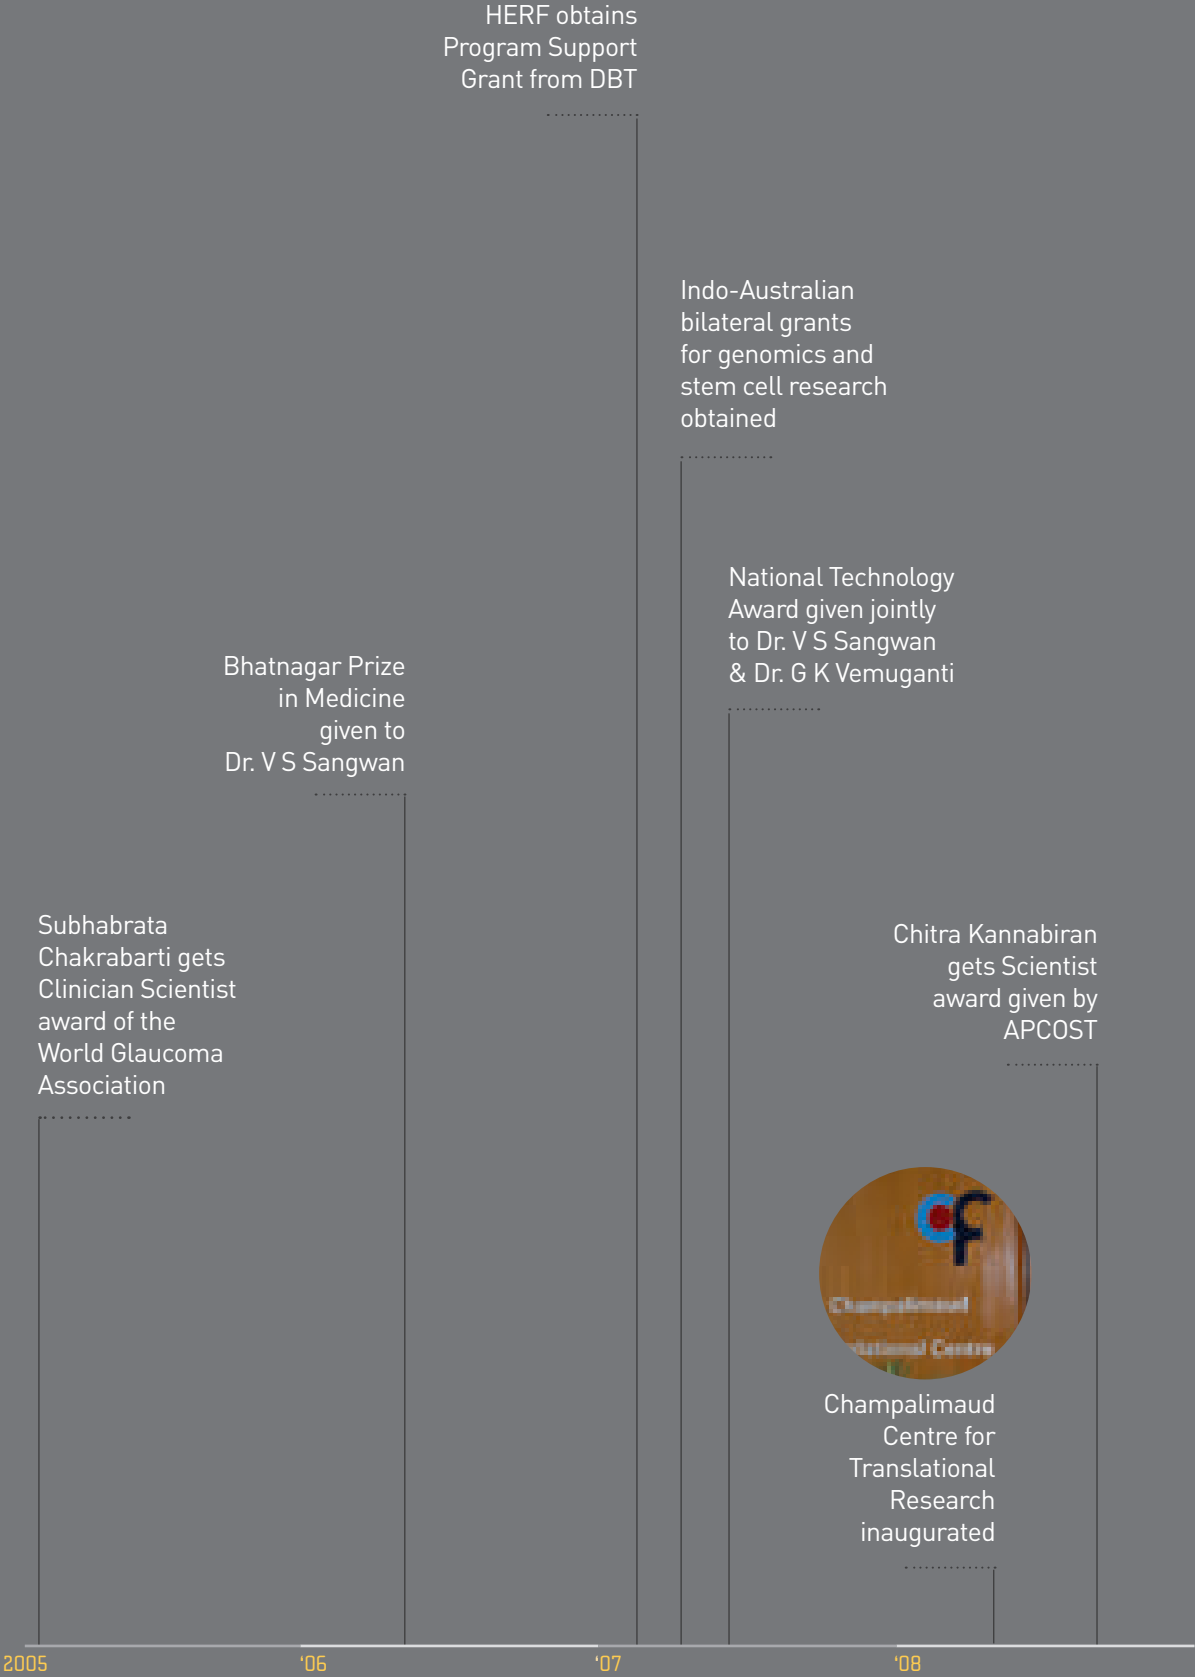 HERF obtains
Program Support
Grant from DBT
Indo-Australian
bilateral grants
for genomics and
stem cell research
obtained
National Technology
Award given jointly
to Dr. V S Sangwan
& Dr. G K Vemuganti
Bhatnagar Prize
in Medicine
given to
Dr. V S Sangwan
Subhabrata
Chakrabarti gets
Clinician Scientist
award of the
World Glaucoma
Association
Chitra Kannabiran
gets Scientist
award given by
APCOST
cf
Champalimaud
Centre
Champalimaud
Centre for
Translational
Research
inaugurated
2005
‘06
‘07
‘08